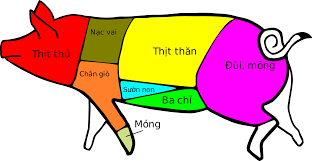 Nạc vai
Thịt thủ
Thịt thăn
Đùi, mông
Chân giò
Sườn non
Ba chỉ
Móng